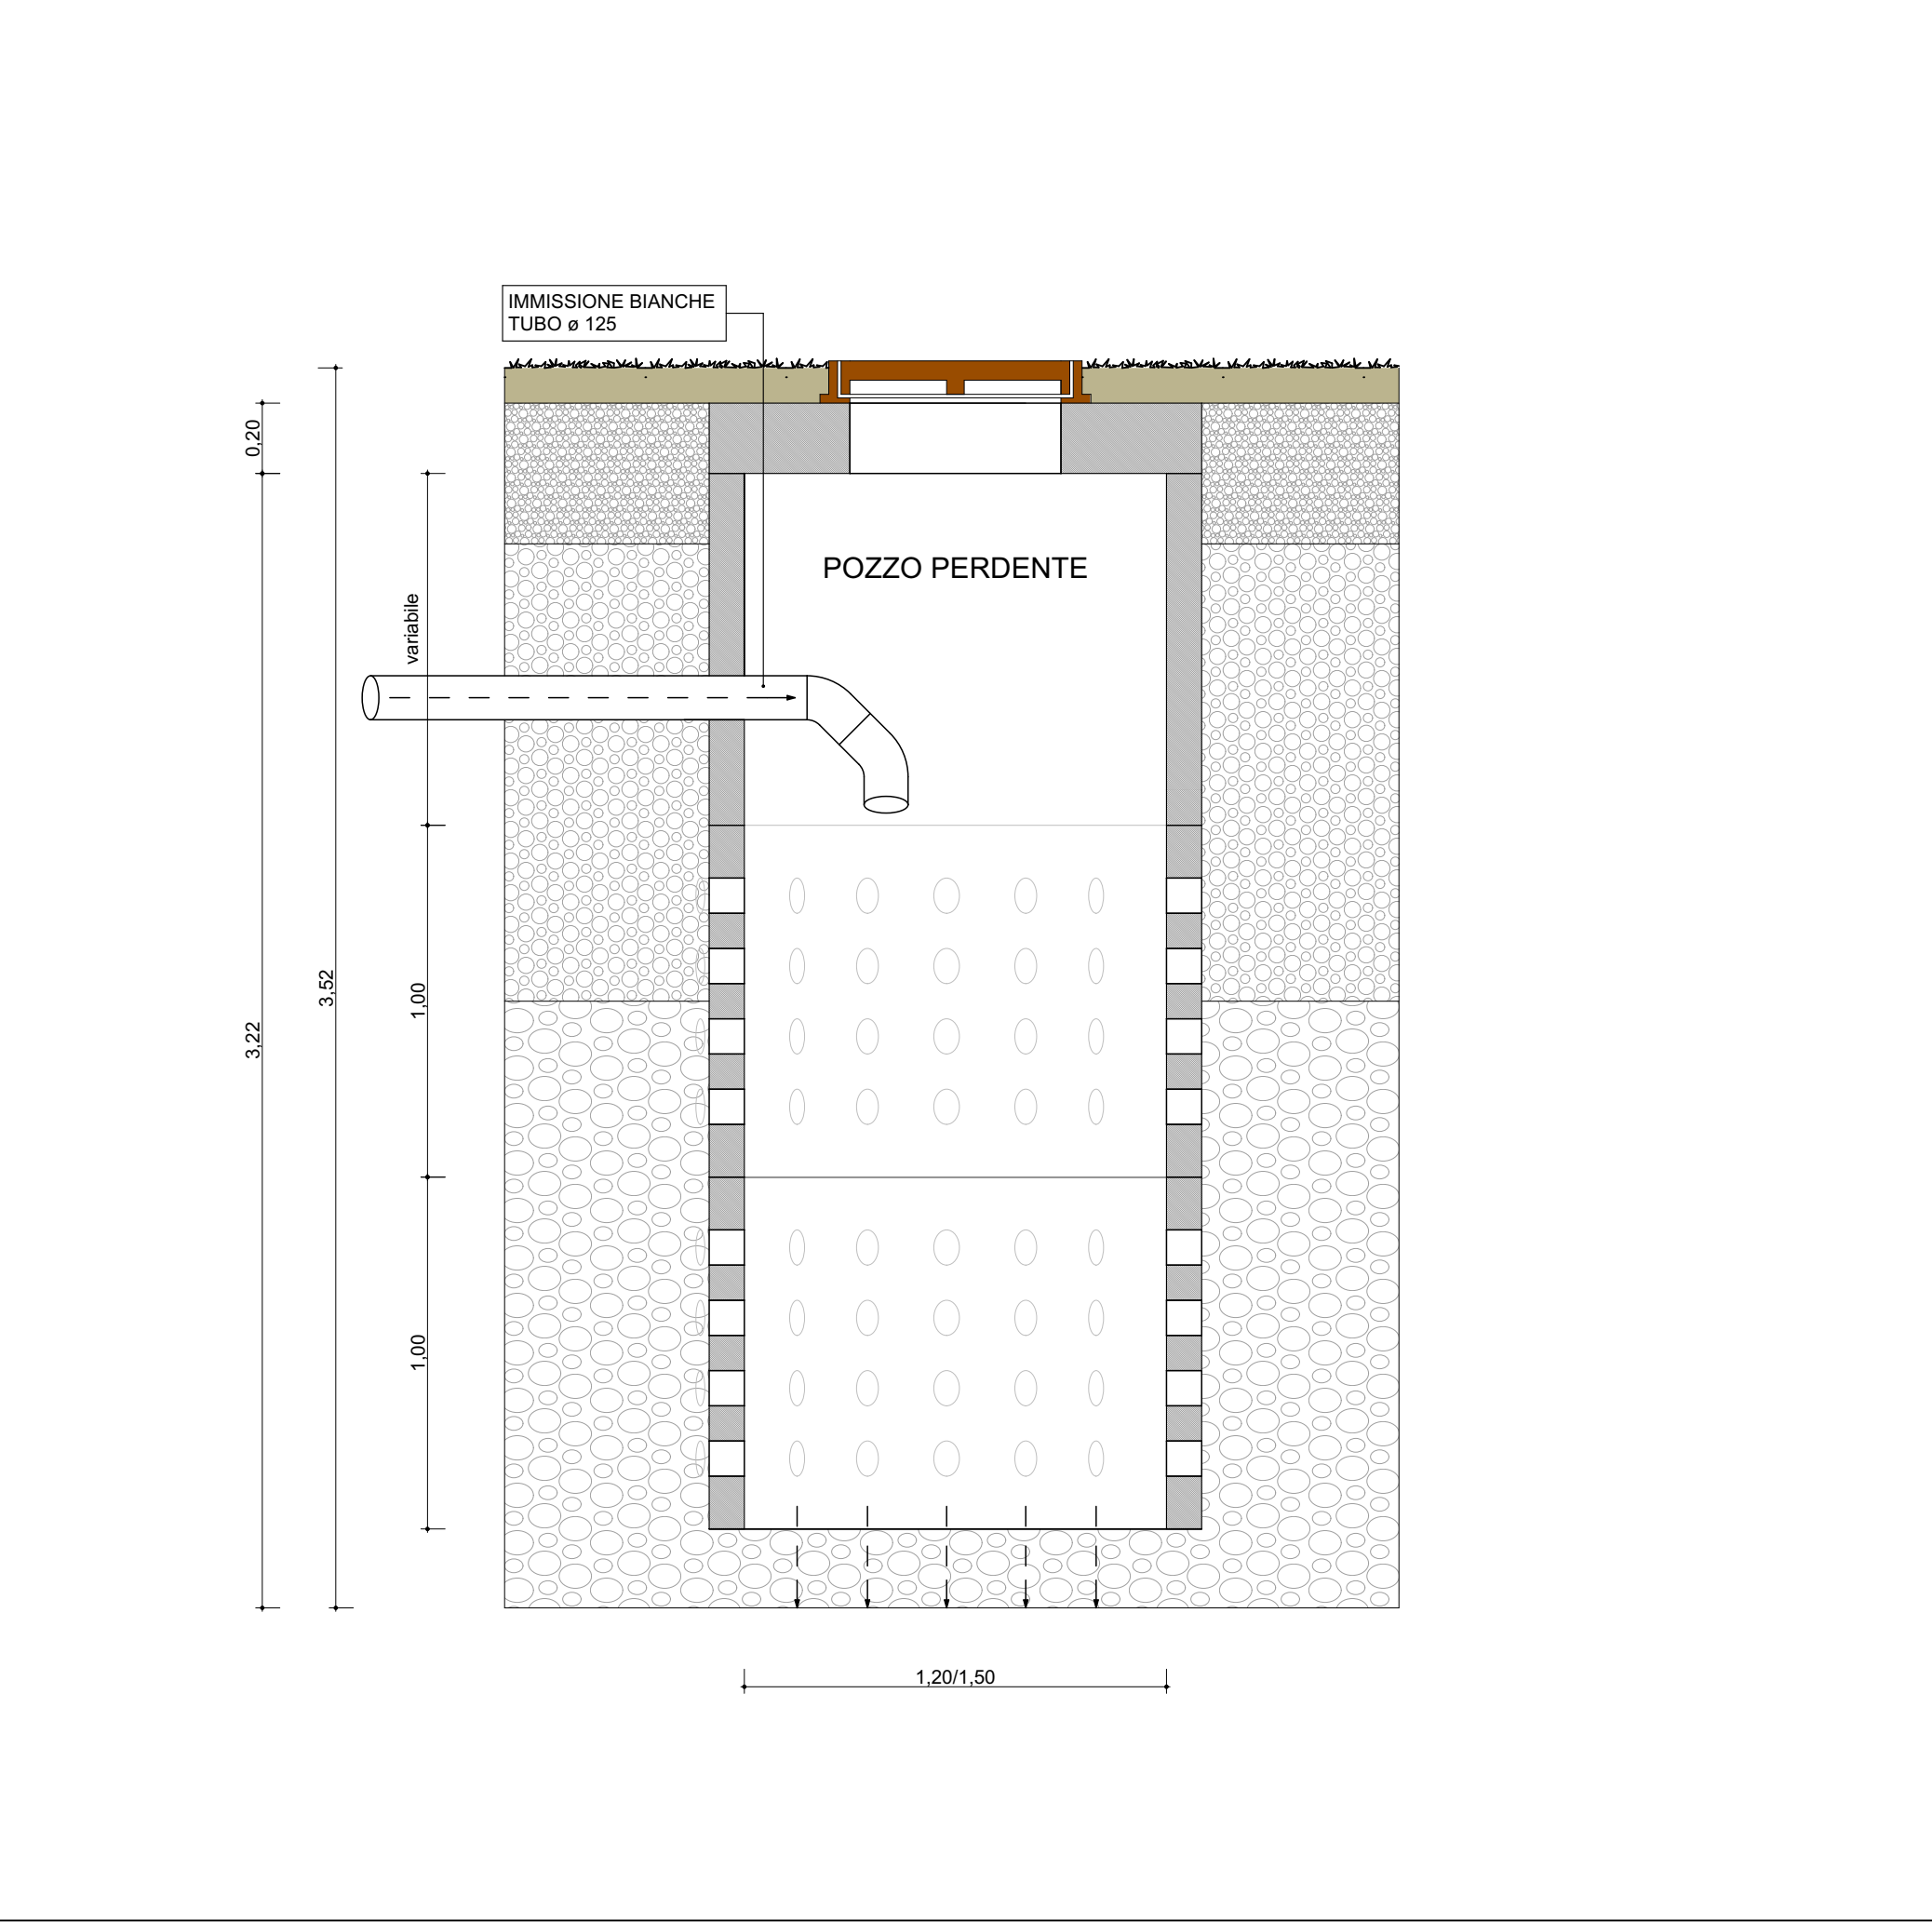 IMMISSIONE BIANCHE
TUBO ø 125
0,20
variabile
POZZO PERDENTE
3,52
1,00
3,22
1,00
1,20/1,50